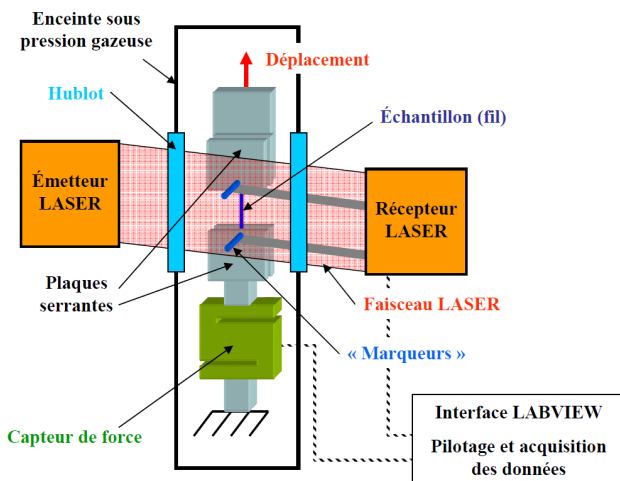 Enceinte sous
pression gazeuse
Déplacement
Hublot
Échantillon (fil)
Émetteur
LASER
Récepteur
LASER
Plaques
serrantes
Faisceau LASER
« Marqueurs »
Capteur de force
Interface LABVIEW
Pilotage et acquisition
des données